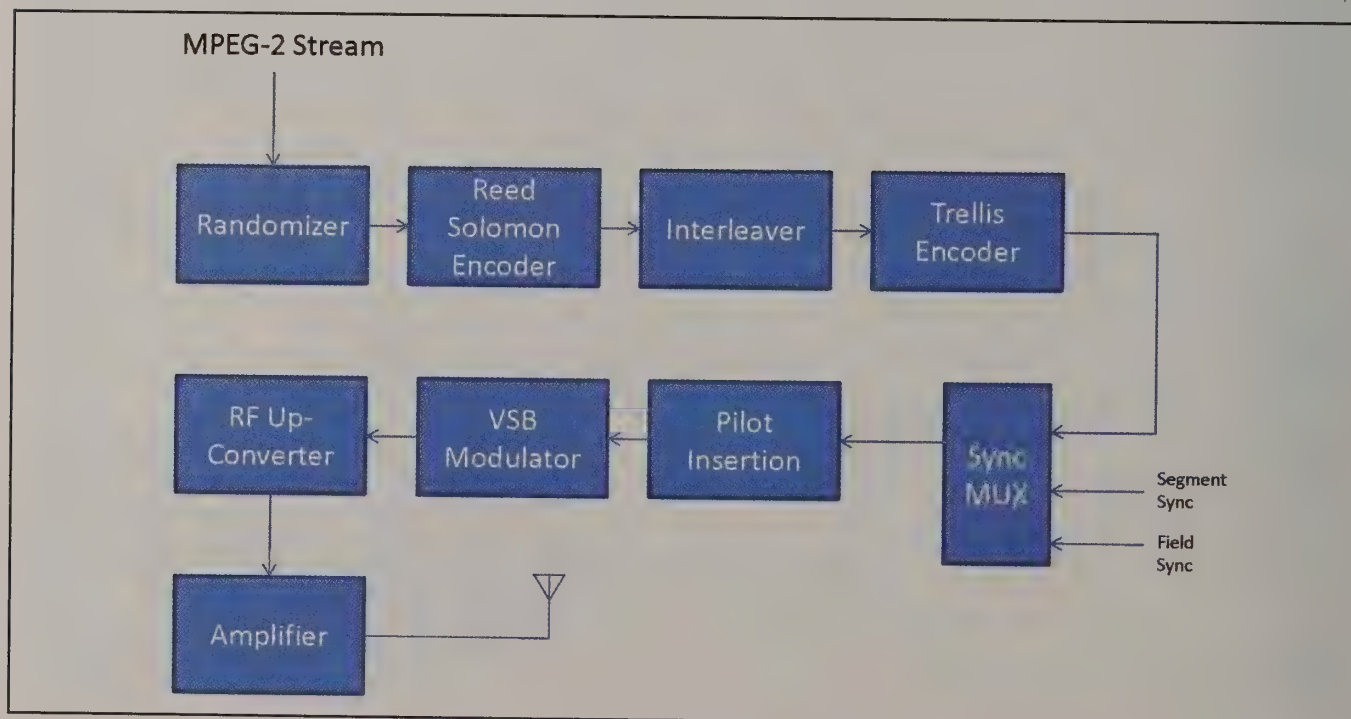 MPEG-2 Stream
Randomizer
Reed
Solomon
Encoder
Interleaver
Trellis
Encoder
RF Up-
Converter
VSB
Modulator
Pilot
Insertion
Sync
MUX
Segment
Sync
Field
Sync
Amplifier